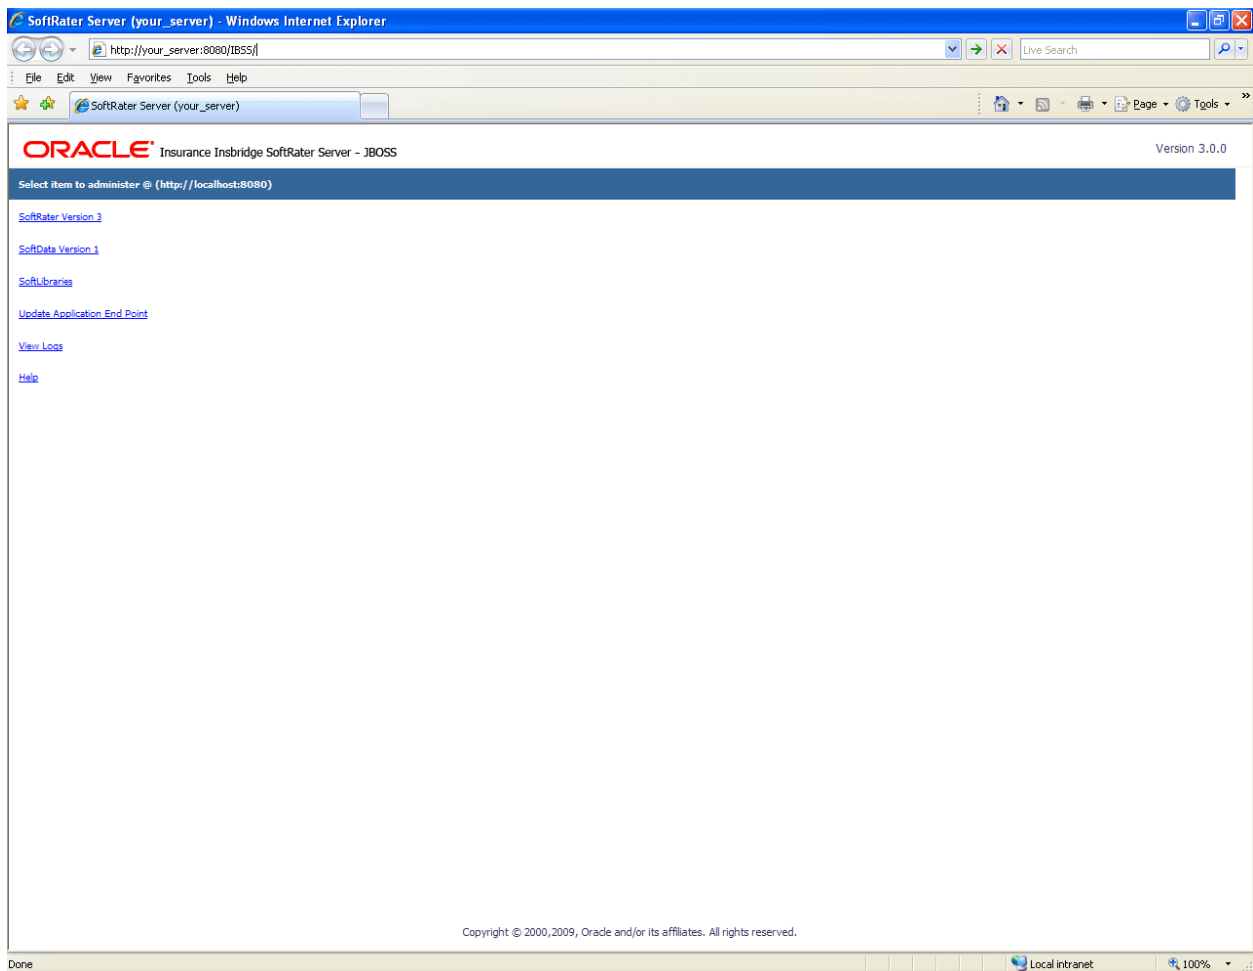 SoftRater Server (your_server) - Windows Internet Explorer
http://your_server:8080/IBSS/
Live Search
File Edit View Favorites Tools Help
SoftRater Server (your_server)
Page Tools
ORACLE Insurance Insbridge SoftRater Server - JBOSS
Version 3.0.0
Select item to administer @ (http://localhost:8080)
SoftRater Version 3
SoftData Version 1
SoftLibraries
Update Application End Point
View Logs
Help
Copyright © 2000,2009, Oracle and/or its affiliates. All rights reserved.
Done
Local intranet
100%